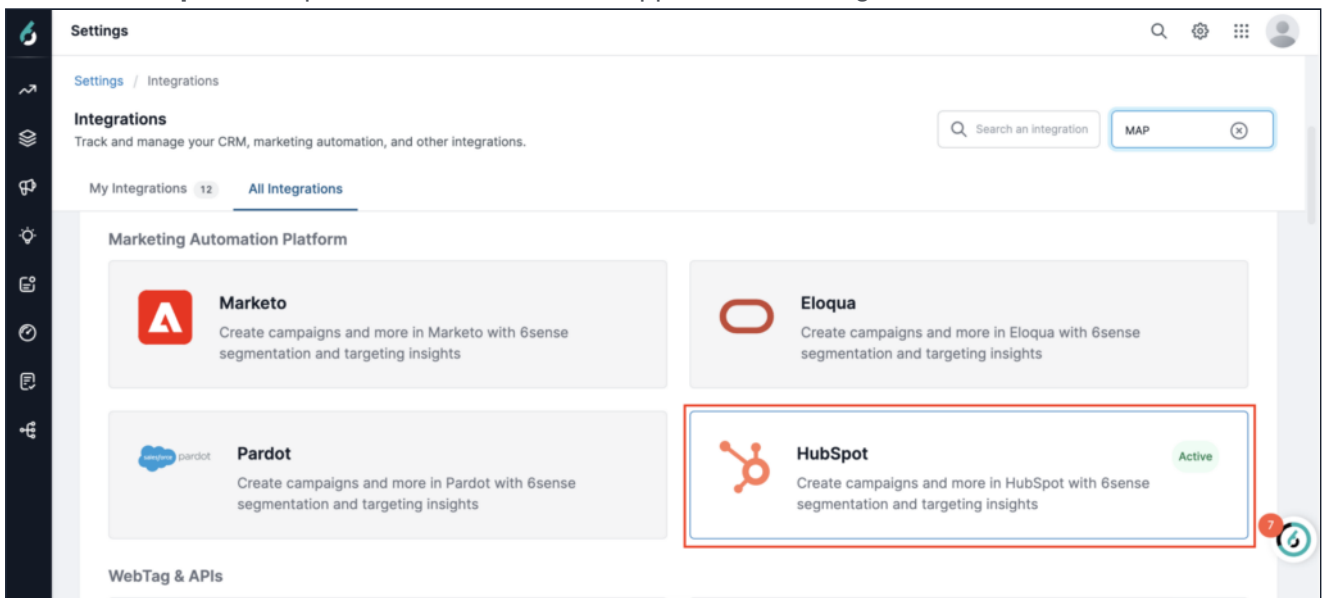 Settings
Settings / Integrations
Integrations
Track and manage your CRM, marketing automation, and other integrations.
Search an integration
MAP
My Integrations 12
All Integrations
Marketing Automation Platform
Marketo
Create campaigns and more in Marketo with 6sense
segmentation and targeting insights
Eloqua
Create campaigns and more in Eloqua with 6sense
segmentation and targeting insights
salesforce pardot
Pardot
Create campaigns and more in Pardot with 6sense
segmentation and targeting insights
HubSpot
Active
Create campaigns and more in HubSpot with 6sense
segmentation and targeting insights
7
WebTag & APIs